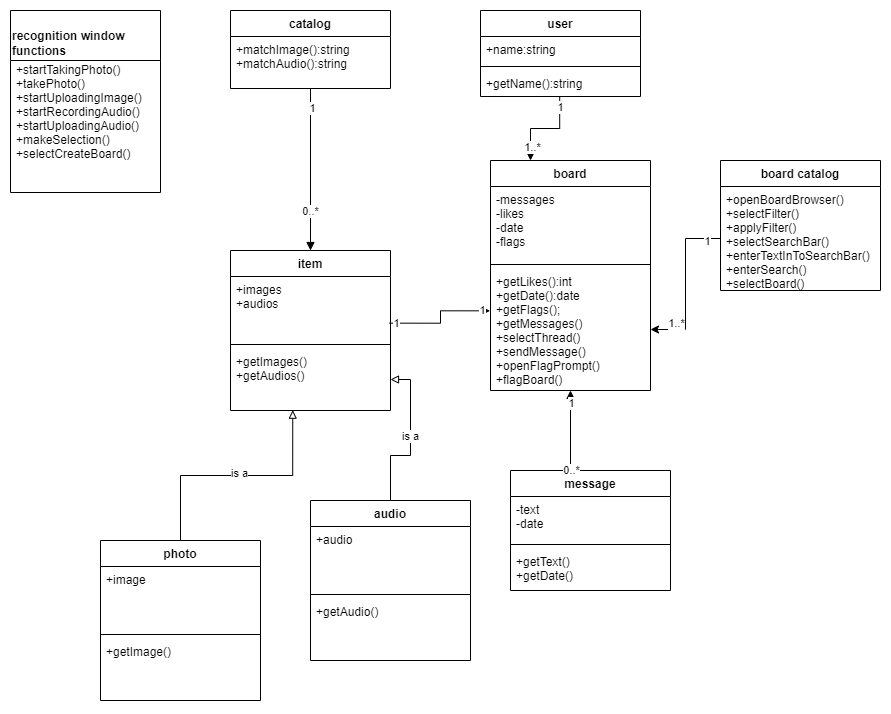 recognition window
functions
+startTakingPhoto()
+takePhoto()
+startUploadingImage()
+startRecordingAudio()
+startUploadingAudio()
+makeSelection()
+selectCreateBoard()
catalog
+matchImage():string
+matchAudio():string
1
0..*
user
+name:string
+getName():string
1
1..*
board
-messages
-likes
-date
-flags
+getLikes():int
+getDate():date
+getFlags();
+getMessages()
+selectThread()
+sendMessage()
+openFlagPrompt()
+flagBoard()
board catalog
+openBoardBrowser()
+selectFilter()
+applyFilter()
+selectSearchBar()
+enterTextInToSearchBar()
+enterSearch()
+selectBoard()
1
1..*
item
+images
+audios
+getImages()
+getAudios()
1
1
is a
is a
1
0..*
message
-text
-date
+getText()
+getDate()
audio
+audio
+getAudio()
photo
+image
+getImage()